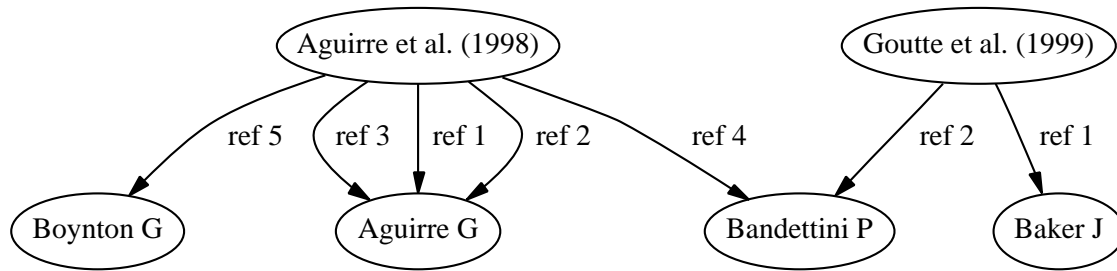 Aguirre et al. (1998)
Goutte et al. (1999)
ref 5
ref 3
ref 1
ref 2
ref 4
ref 2
ref 1
Boynton G
Aguirre G
Bandettini P
Baker J